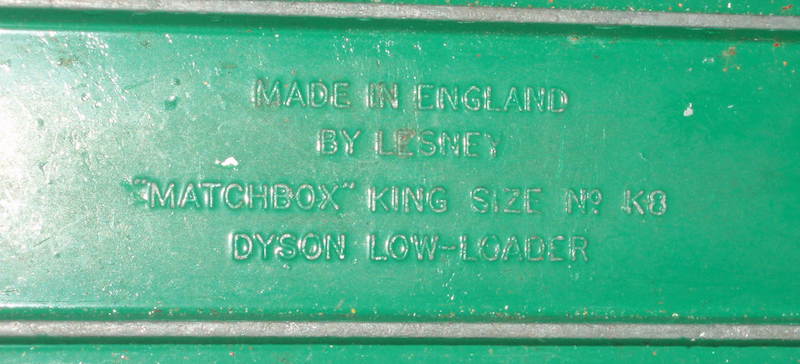 MADE IN ENGLAND
BY LESNEY
"MATCHBOX" KING SIZE Nº K8
DYSON LOW-LOADER